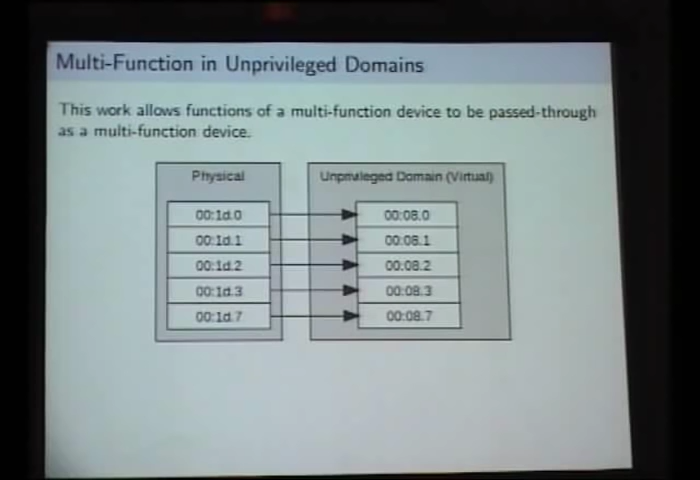 Multi-Function in Unprivileged Domains
This work allows functions of a multi-function device to be passed-through
as a multi-function device.
Physical
Unprivileged Domain (Virtual)
00:1d.0
00:08.0
00:1d.1
00:08.1
00:1d.2
00:08.2
00:1d.3
00:08.3
00:1d.7
00:08.7